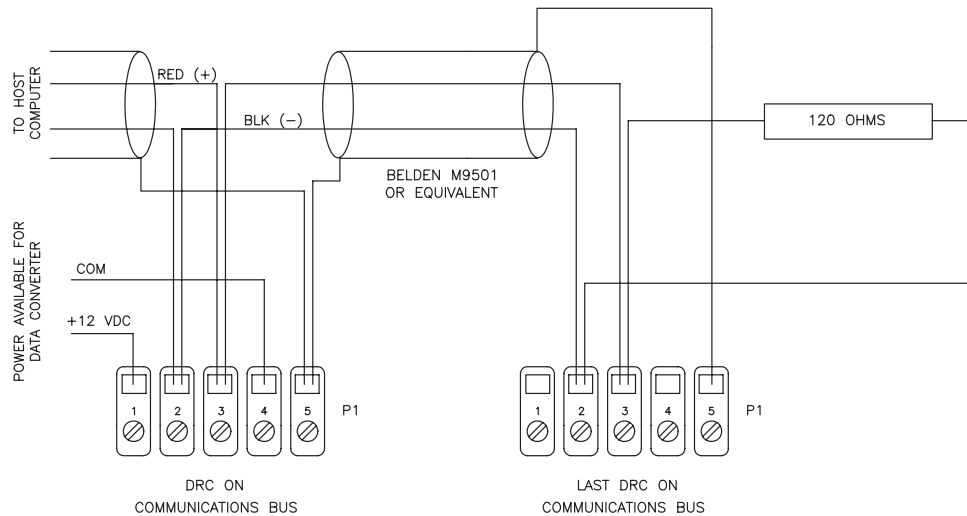 TO HOST
COMPUTER
RED (+)
BLK (–)
BELDEN M9501
OR EQUIVALENT
120 OHMS
POWER AVAILABLE FOR
DATA CONVERTER
COM
+12 VDC
1 2 3 4 5 P1
1 2 3 4 5 P1
DRC ON
COMMUNICATIONS BUS
LAST DRC ON
COMMUNICATIONS BUS